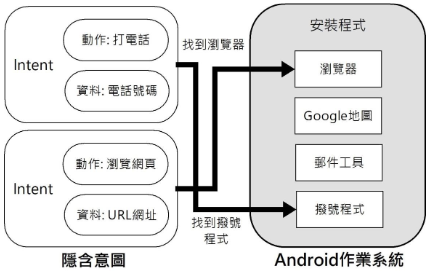 Intent
動作: 打電話
資料: 電話號碼
Intent
動作: 瀏覽網頁
資料: URL網址
隱含意圖
找到瀏覽器
找到撥號
程式
安裝程式
瀏覽器
Google地圖
郵件工具
撥號程式
Android作業系統